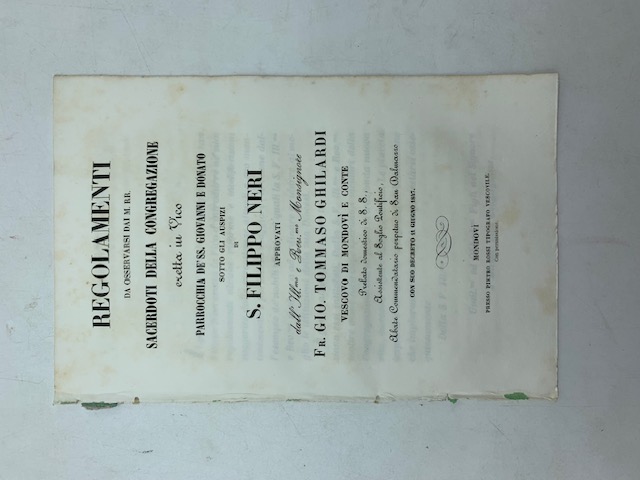 REGOLAMENTI
DA OSSERVARSI DAI M. RR.
SACERDOTI DELLA CONGREGAZIONE
eretta in Vico
PARROCCHIA DE' SS. GIOVANNI E DONATO
SOTTO GLI AUSPIZI
DI
S. FILIPPO NERI
APPROVATI
dall'Ill.mo e Rev.mo Monsignore
FR. GIO. TOMMASO GHILARDI
VESCOVO DI MONDOVÌ E CONTE
Prelato domestico di S. S.,
Assistente al Soglio Pontificio,
Abate Commendatario perpetuo di San Dalmazzo
CON SUO DECRETO 11 GIUGNO 1857.
MONDOVÌ
PRESSO PIETRO ROSSI TIPOGRAFO VESCOVILE.
Con permissione